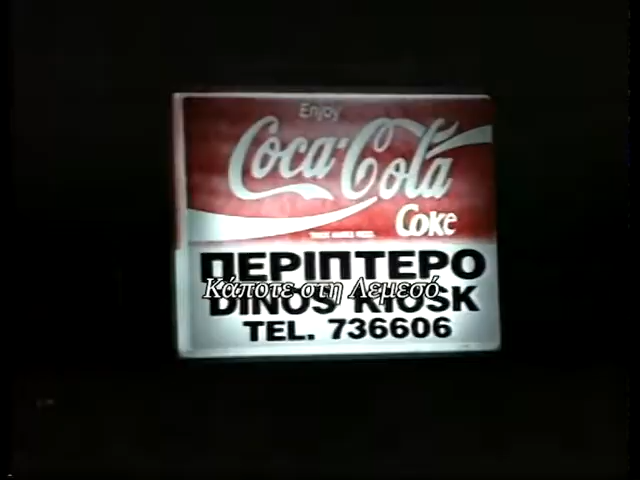 Enjoy
Coca-Cola
Coke
ΠΕΡΙΠΤΕΡΟ
Κάποτε στη Λεμεσό
DINOS KIOSK
TEL. 736606